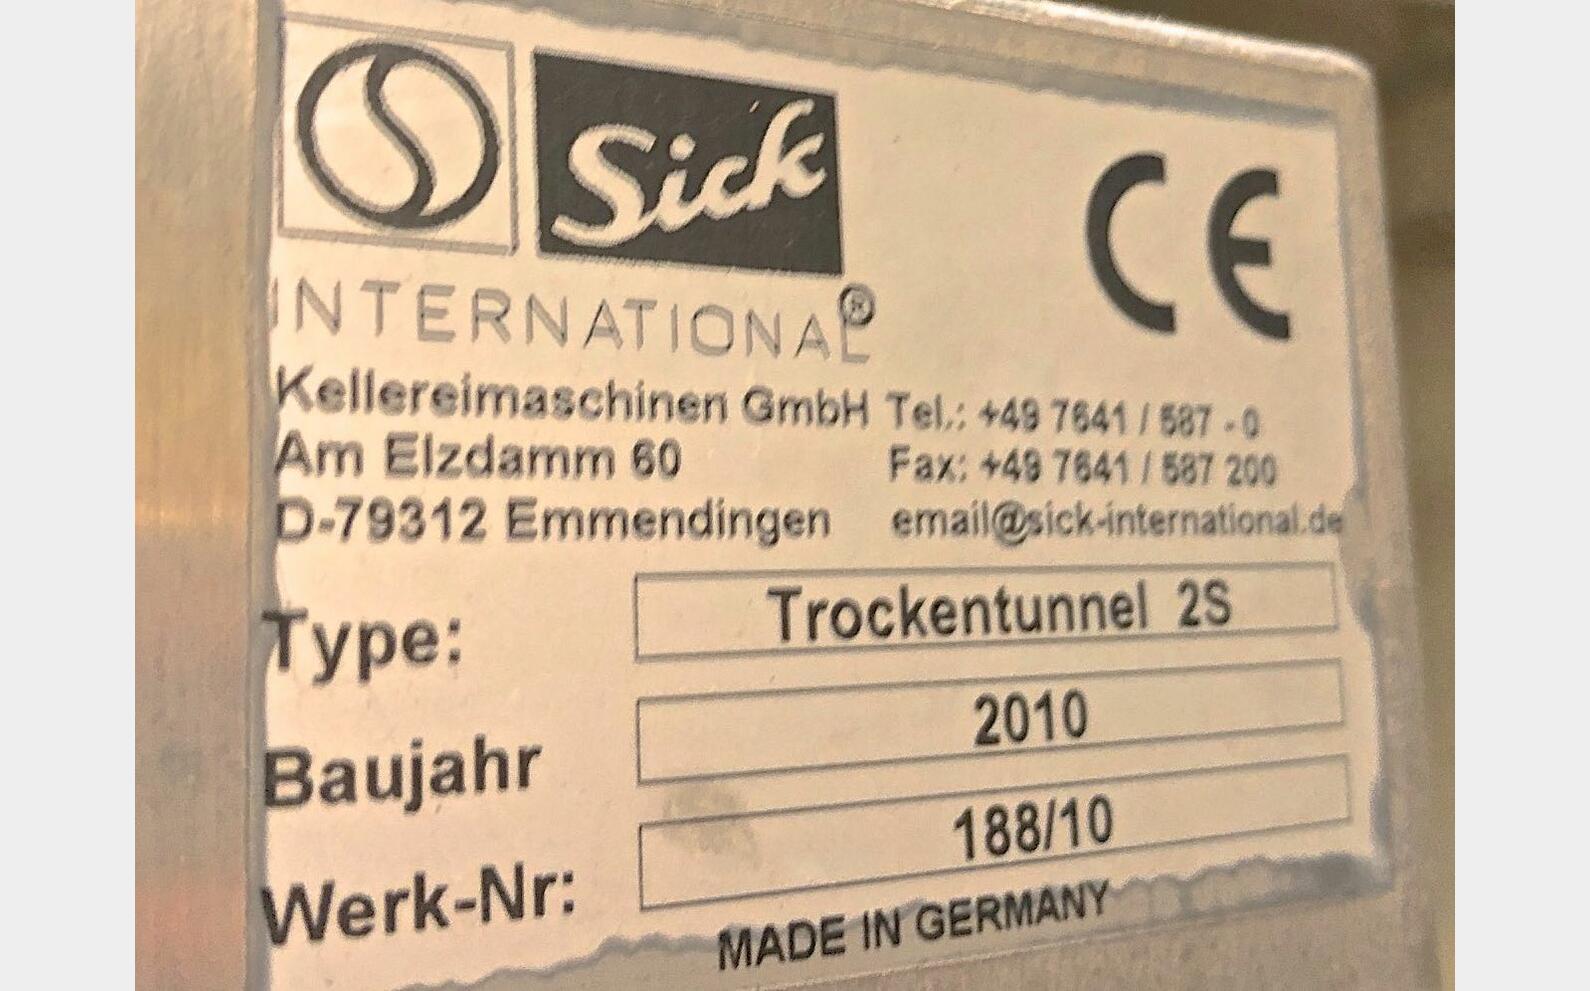 Sick CE
INTERNATIONAL®
Kellereimaschinen GmbH Tel.: +49 7641 / 587 - 0
Am Elzdamm 60 Fax: +49 7641 / 587 200
D-79312 Emmendingen email@sick-international.de
Type: Trockentunnel 2S
Baujahr 2010
Werk-Nr: 188/10
MADE IN GERMANY